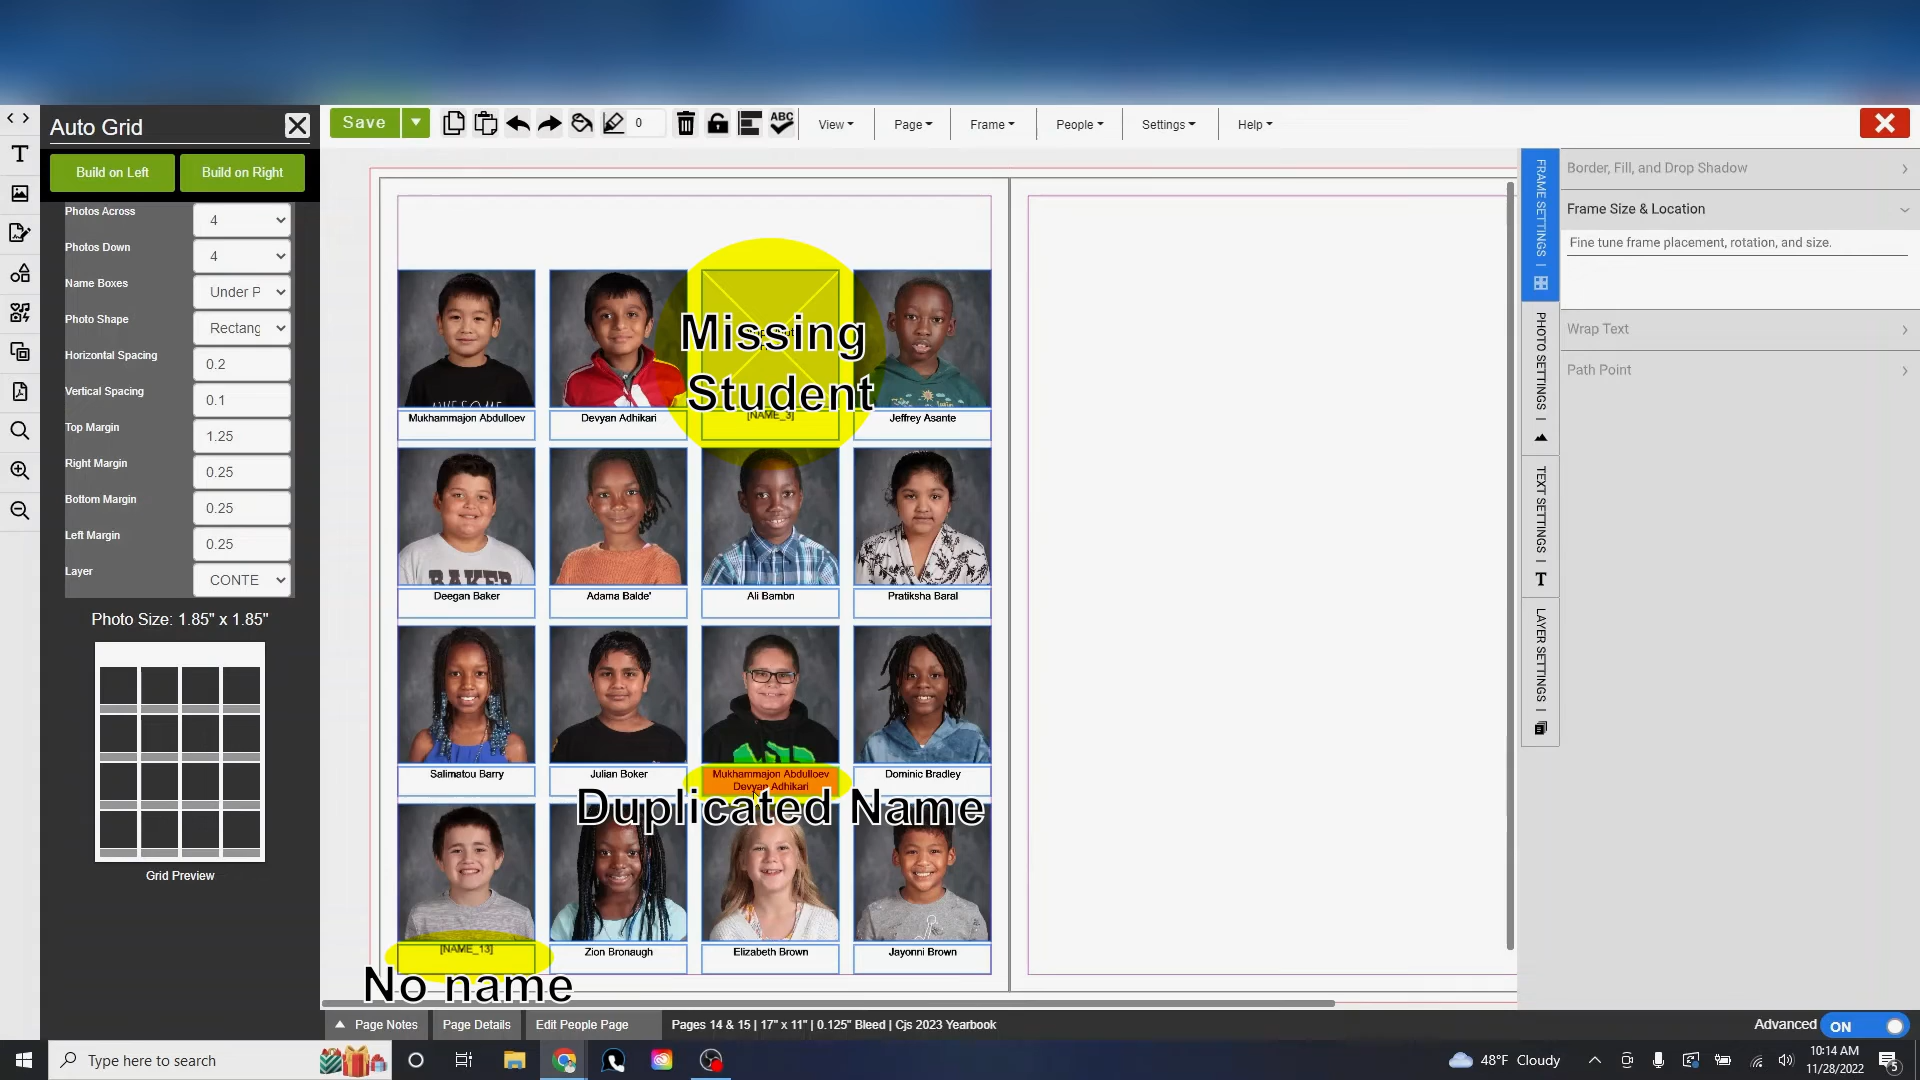 Auto Grid
Build on Left
Build on Right
Photos Across
4
Photos Down
4
Name Boxes
Under P
Photo Shape
Rectang
Horizontal Spacing
0.2
Vertical Spacing
0.1
Top Margin
1.25
Right Margin
0.25
Bottom Margin
0.25
Left Margin
0.25
Layer
CONTE
Photo Size: 1.85" x 1.85"
Grid Preview
Save
0
ABC
View
Page
Frame
People
Settings
Help
Missing
Student
Mukhammajon Abdulloev
Devyan Adhikari
[NAME_3]
Jeffrey Asante
BAKER
Deegan Baker
Adama Balde'
Ali Bambn
Pratiksha Baral
Salimatou Barry
Julian Boker
Mukhammajon Abdulloev
Devyan Adhikari
Dominic Bradley
Duplicated Name
[NAME_13]
Zion Bronaugh
Elizabeth Brown
Jayonni Brown
No name
FRAME SETTINGS |
PHOTO SETTINGS |
TEXT SETTINGS | T
LAYER SETTINGS |
Border, Fill, and Drop Shadow
Frame Size & Location
Fine tune frame placement, rotation, and size.
Wrap Text
Path Point
Page Notes
Page Details
Edit People Page
Pages 14 & 15 | 17" x 11" | 0.125" Bleed | Cjs 2023 Yearbook
Advanced
ON
Type here to search
48°F Cloudy
10:14 AM
11/28/2022
5